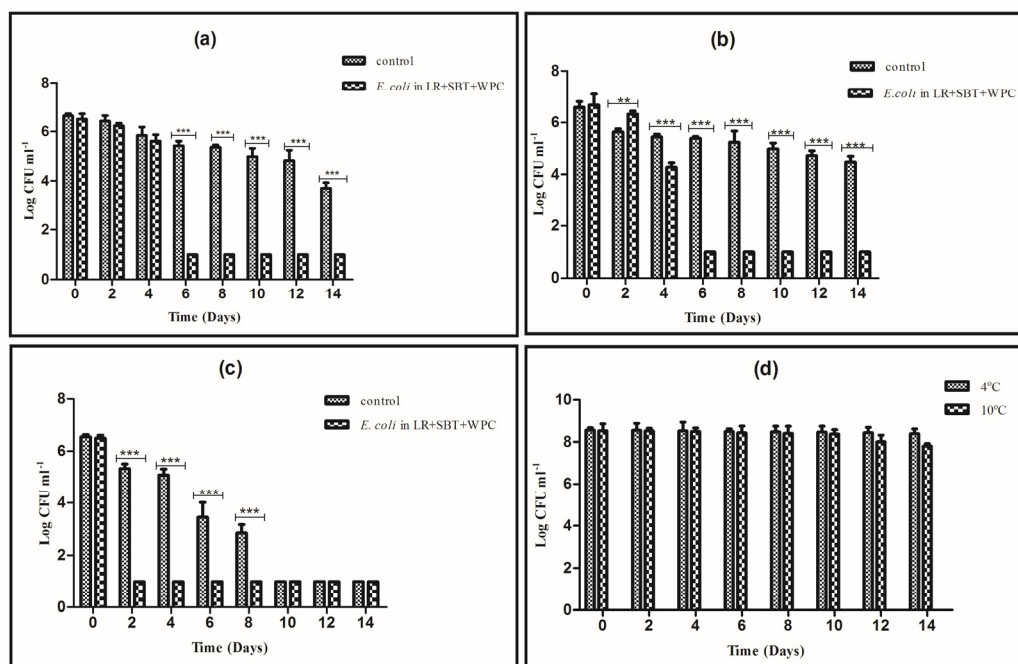 (a)
control
E. coli in LR+SBT+WPC
8
6
4
2
0
Log CFU ml-1
***
***
***
***
***
0 2 4 6 8 10 12 14
Time (Days)
(b)
control
E.coli in LR+SBT+WPC
8
6
4
2
0
Log CFU ml-1
**
***
***
***
***
***
***
0 2 4 6 8 10 12 14
Time (Days)
(c)
control
E. coli in LR+SBT+WPC
8
6
4
2
0
Log CFU ml-1
***
***
***
***
0 2 4 6 8 10 12 14
Time (Days)
(d)
4°C
10°C
10
8
6
4
2
0
Log CFU ml-1
0 2 4 6 8 10 12 14
Time (Days)